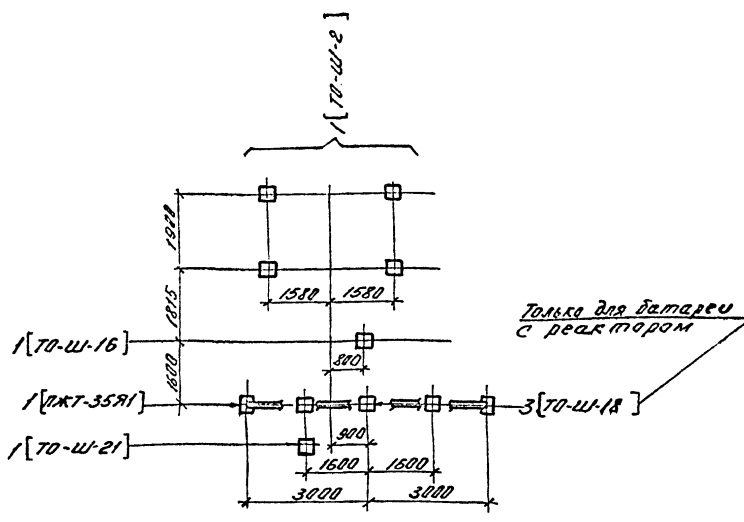 1[ТО-Ш-2
1928
1815
1600
1580
1580
Только для батареи
с реактором
1[ТО-Ш-16]
800
1[ПЖТ-35Я1]
3[ТО-Ш-18]
1[ТО-Ш-21]
900
1600
1600
3000
3000